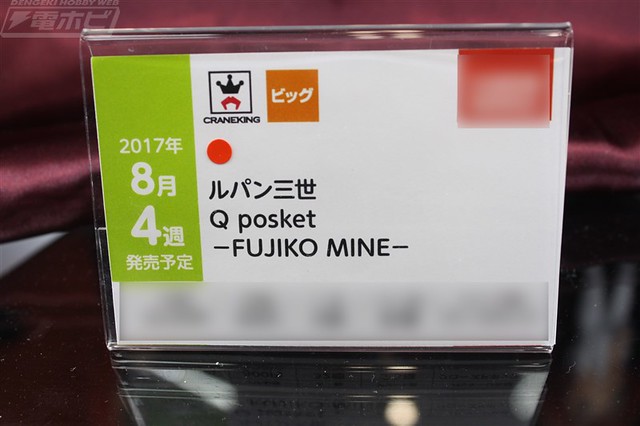 DENGEKI HOBBY WEB
電ホビ
CRANEKING
ビッグ
2017年
8月
4週
発売予定
ルパン三世
Q posket
−FUJIKO MINE−